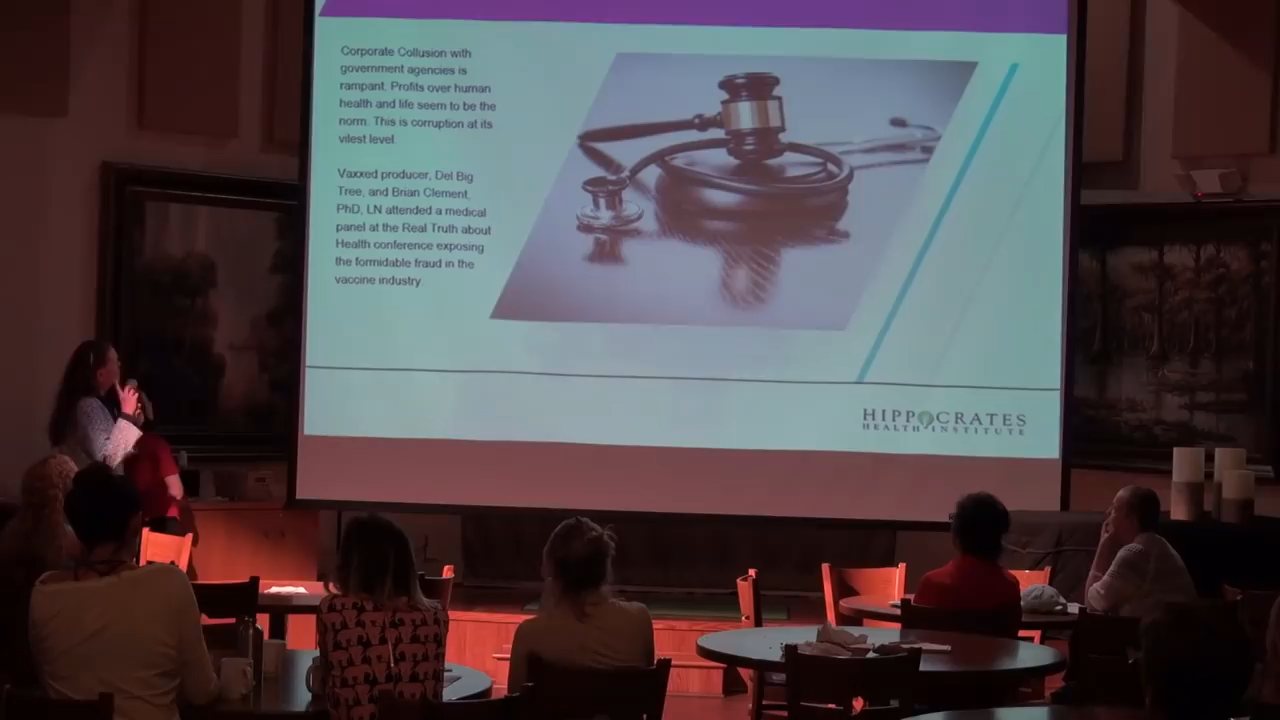 Corporate Collusion with
government agencies is
rampant. Profits over human
health and life seem to be the
norm. This is corruption at its
vilest level.
Vaxxed producer, Del Big
Tree, and Brian Clement,
PhD, LN attended a medical
panel at the Real Truth about
Health conference exposing
the formidable fraud in the
vaccine industry
HIPPOCRATES
HEALTH INSTITUTE